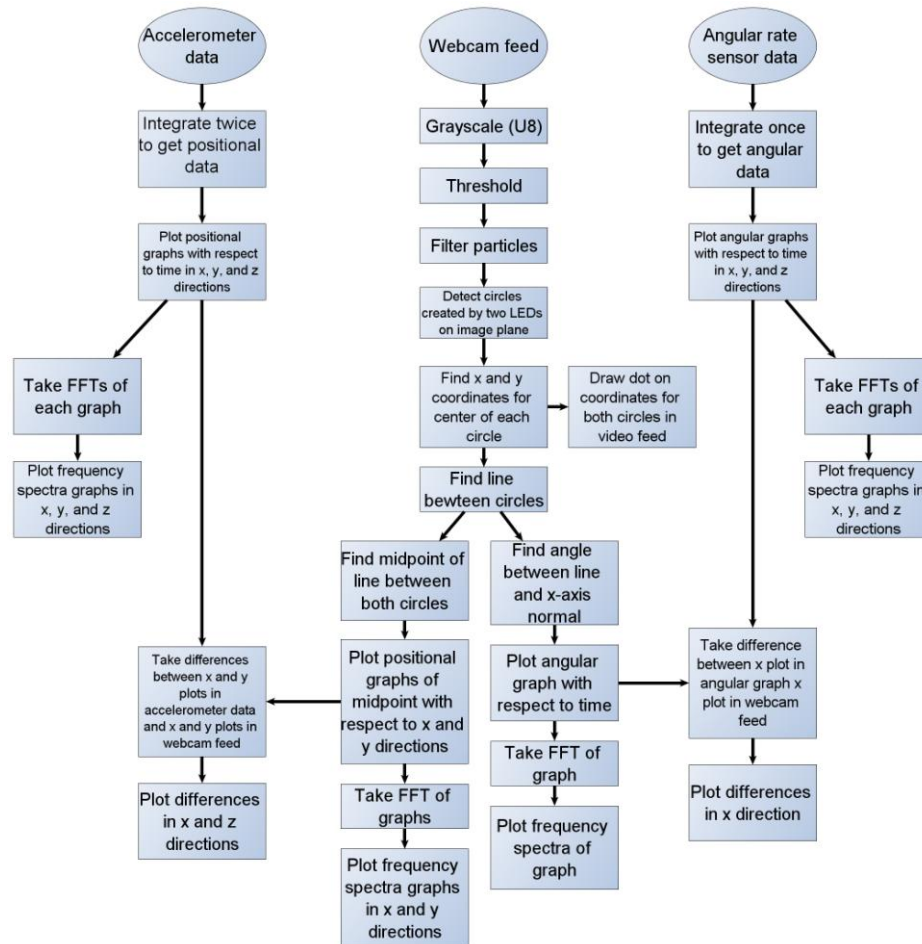 Accelerometer
data
Webcam feed
Angular rate
sensor data
Integrate twice
to get positional
data
Grayscale (U8)
Integrate once
to get angular
data
Threshold
Plot positional
graphs with respect
to time in x, y, and z
directions
Filter particles
Plot angular graphs
with respect to time
in x, y, and z
directions
Detect circles
created by two LEDs
on image plane
Take FFTs of
each graph
Find x and y
coordinates for
center of each
circle
Draw dot on
coordinates for
both circles in
video feed
Take FFTs of
each graph
Plot frequency
spectra graphs in
x, y, and z
directions
Find line
bewteen circles
Plot frequency
spectra graphs in
x, y, and z
directions
Find midpoint of
line between
both circles
Find angle
between line
and x-axis
normal
Take differences
between x and y
plots in
accelerometer data
and x and y plots in
webcam feed
Plot positional
graphs of
midpoint with
respect to x and
y directions
Plot angular
graph with
respect to time
Take difference
between x plot in
angular graph x
plot in webcam
feed
Plot differences
in x and z
directions
Take FFT of
graphs
Take FFT of
graph
Plot differences
in x direction
Plot frequency
spectra graphs
in x and y
directions
Plot frequency
spectra of
graph